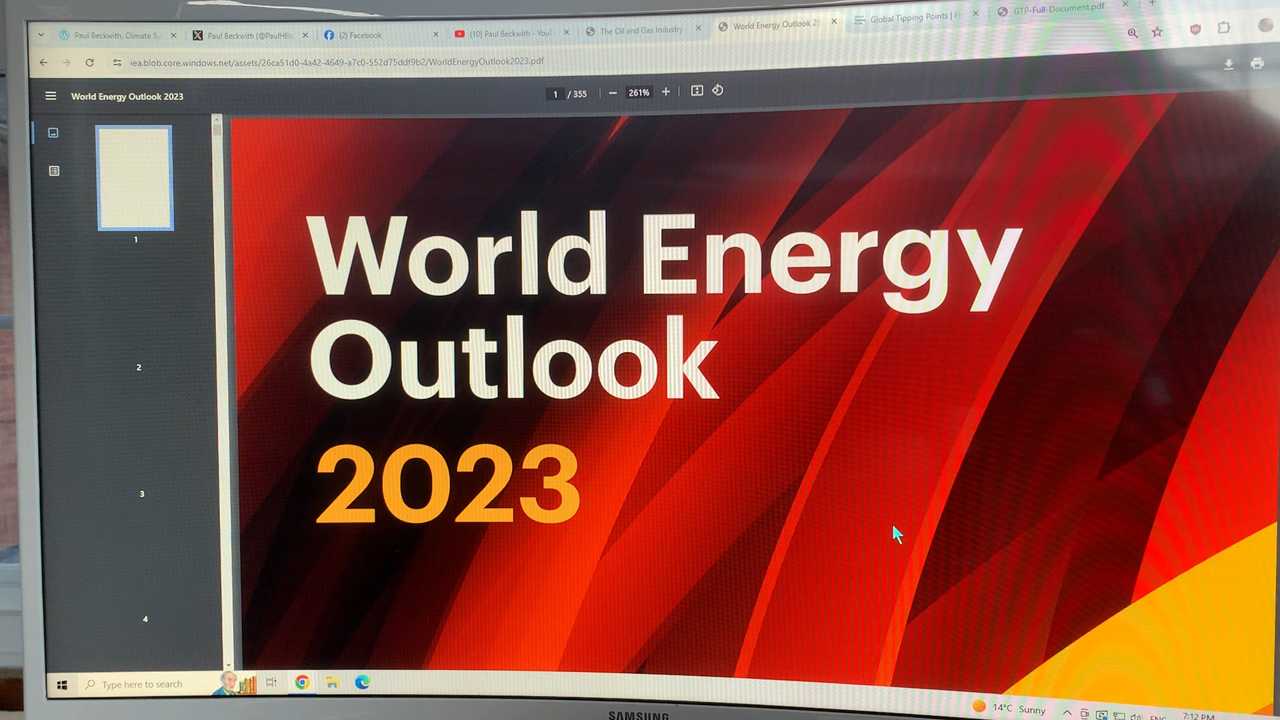 Paul Beckwith, Climate S
Paul Beckwith (@PaulHBe
(2) Facebook
(10) Paul Beckwith - YouT
The Oil and Gas Industry
World Energy Outlook 20
Global Tipping Points | H
GTP-Full-Document.pdf
iea.blob.core.windows.net/assets/26ca51d0-4a42-4649-a7c0-552d75ddf9b2/WorldEnergyOutlook2023.pdf
World Energy Outlook 2023
1 / 355
261%
1
2
3
4
World Energy
Outlook
2023
Type here to search
14°C Sunny
ENG
7:12 PM
SAMSUNG